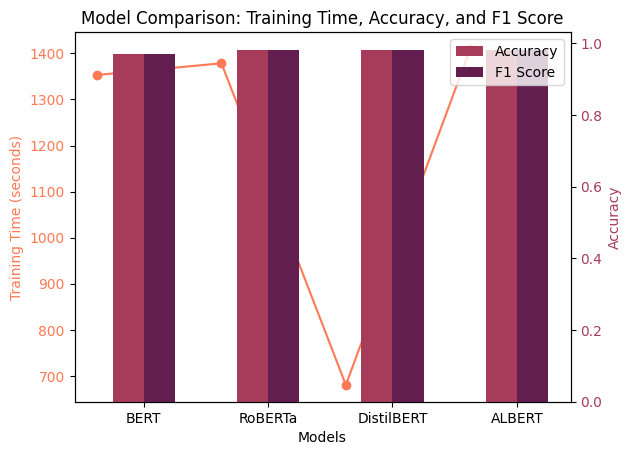 Model Comparison: Training Time, Accuracy, and F1 Score
Training Time (seconds)
1400
1300
1200
1100
1000
900
800
700
Accuracy
F1 Score
1.0
0.8
0.6
0.4
0.2
0.0
Accuracy
BERT RoBERTa DistilBERT ALBERT
Models